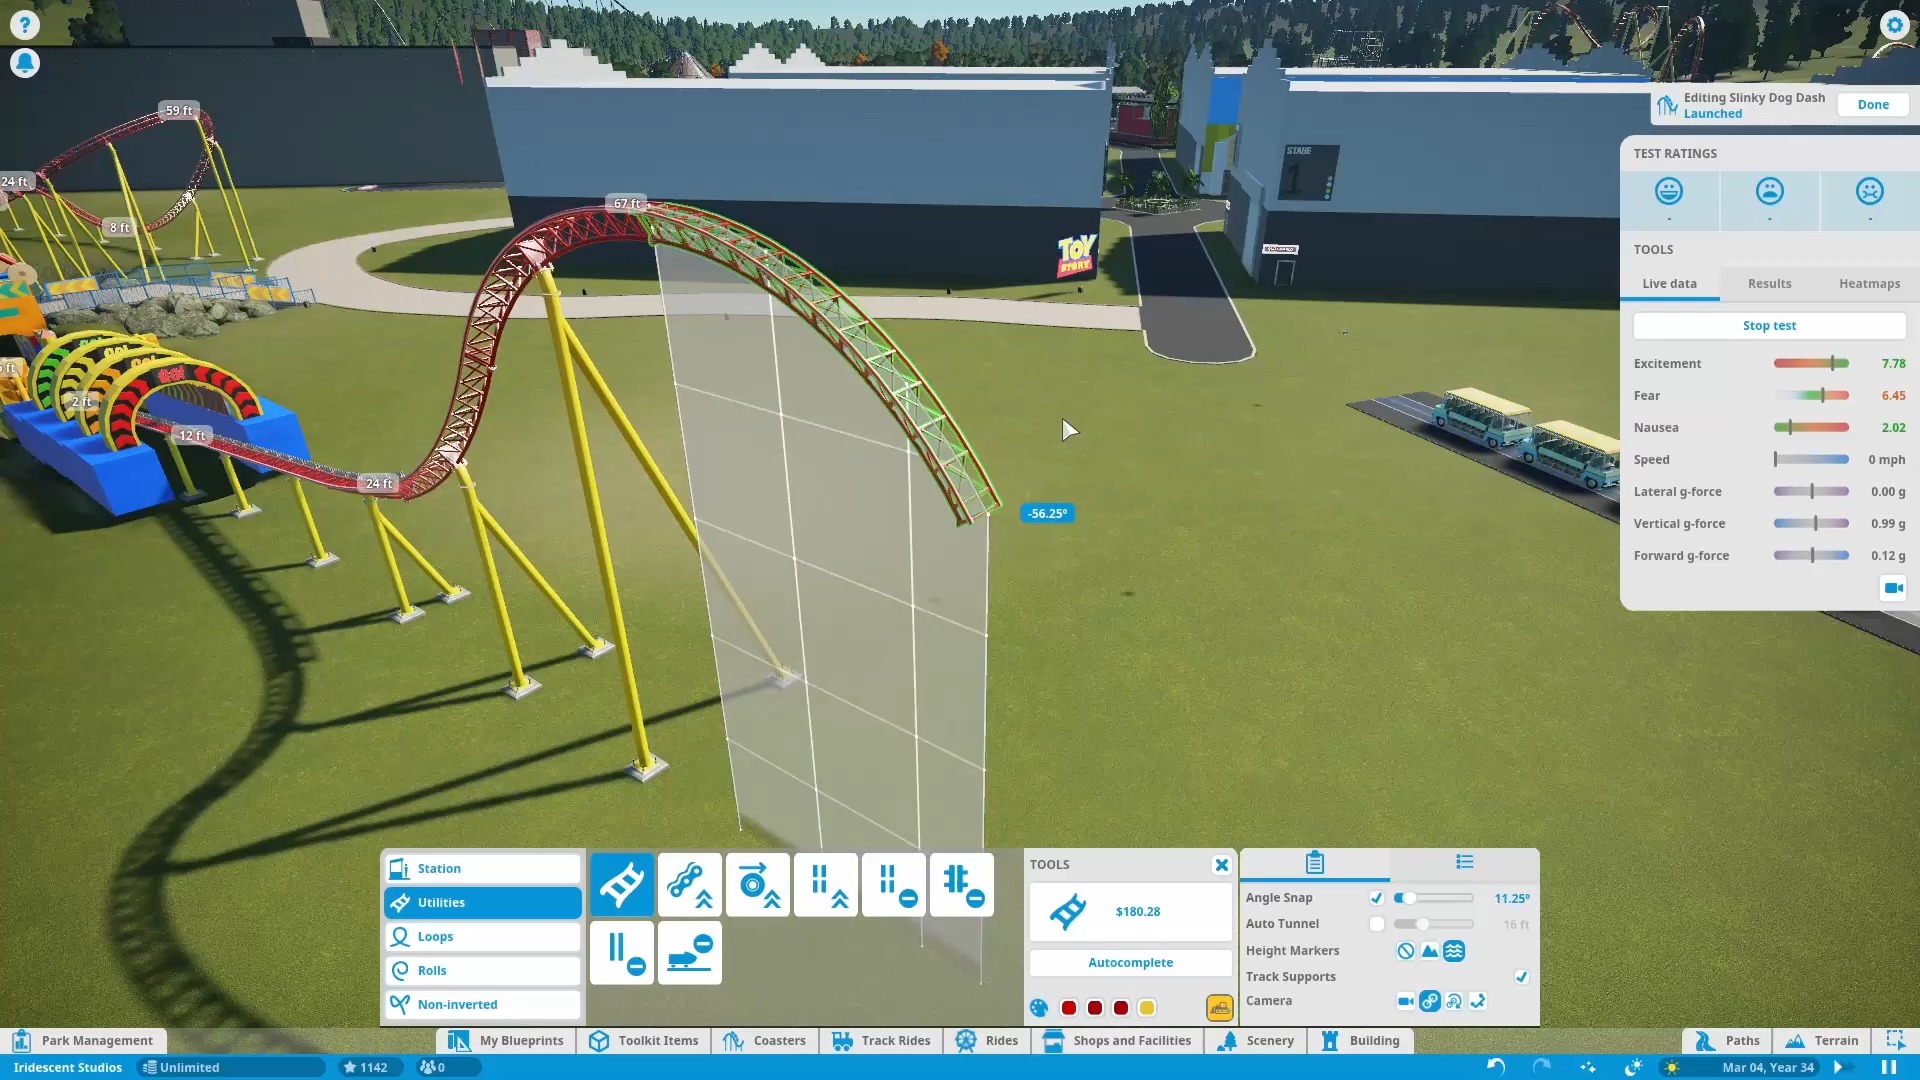 ?
Editing Slinky Dog Dash
Launched
Done
TEST RATINGS
-
-
-
TOOLS
Live data
Results
Heatmaps
Stop test
Excitement
7.78
Fear
6.45
Nausea
2.02
Speed
0 mph
Lateral g-force
0.00 g
Vertical g-force
0.99 g
Forward g-force
0.12 g
59 ft
24 ft
8 ft
67 ft
STAGE
1
TOY
STORY
GO!
GO!
GO!
2 ft
12 ft
24 ft
-56.25°
Station
Utilities
Loops
Rolls
Non-inverted
TOOLS
$180.28
Autocomplete
Angle Snap
11.25°
Auto Tunnel
16 ft
Height Markers
Track Supports
Camera
Park Management
My Blueprints
Toolkit Items
Coasters
Track Rides
Rides
Shops and Facilities
Scenery
Building
Paths
Terrain
Iridescent Studios
Unlimited
1142
0
Mar 04, Year 34